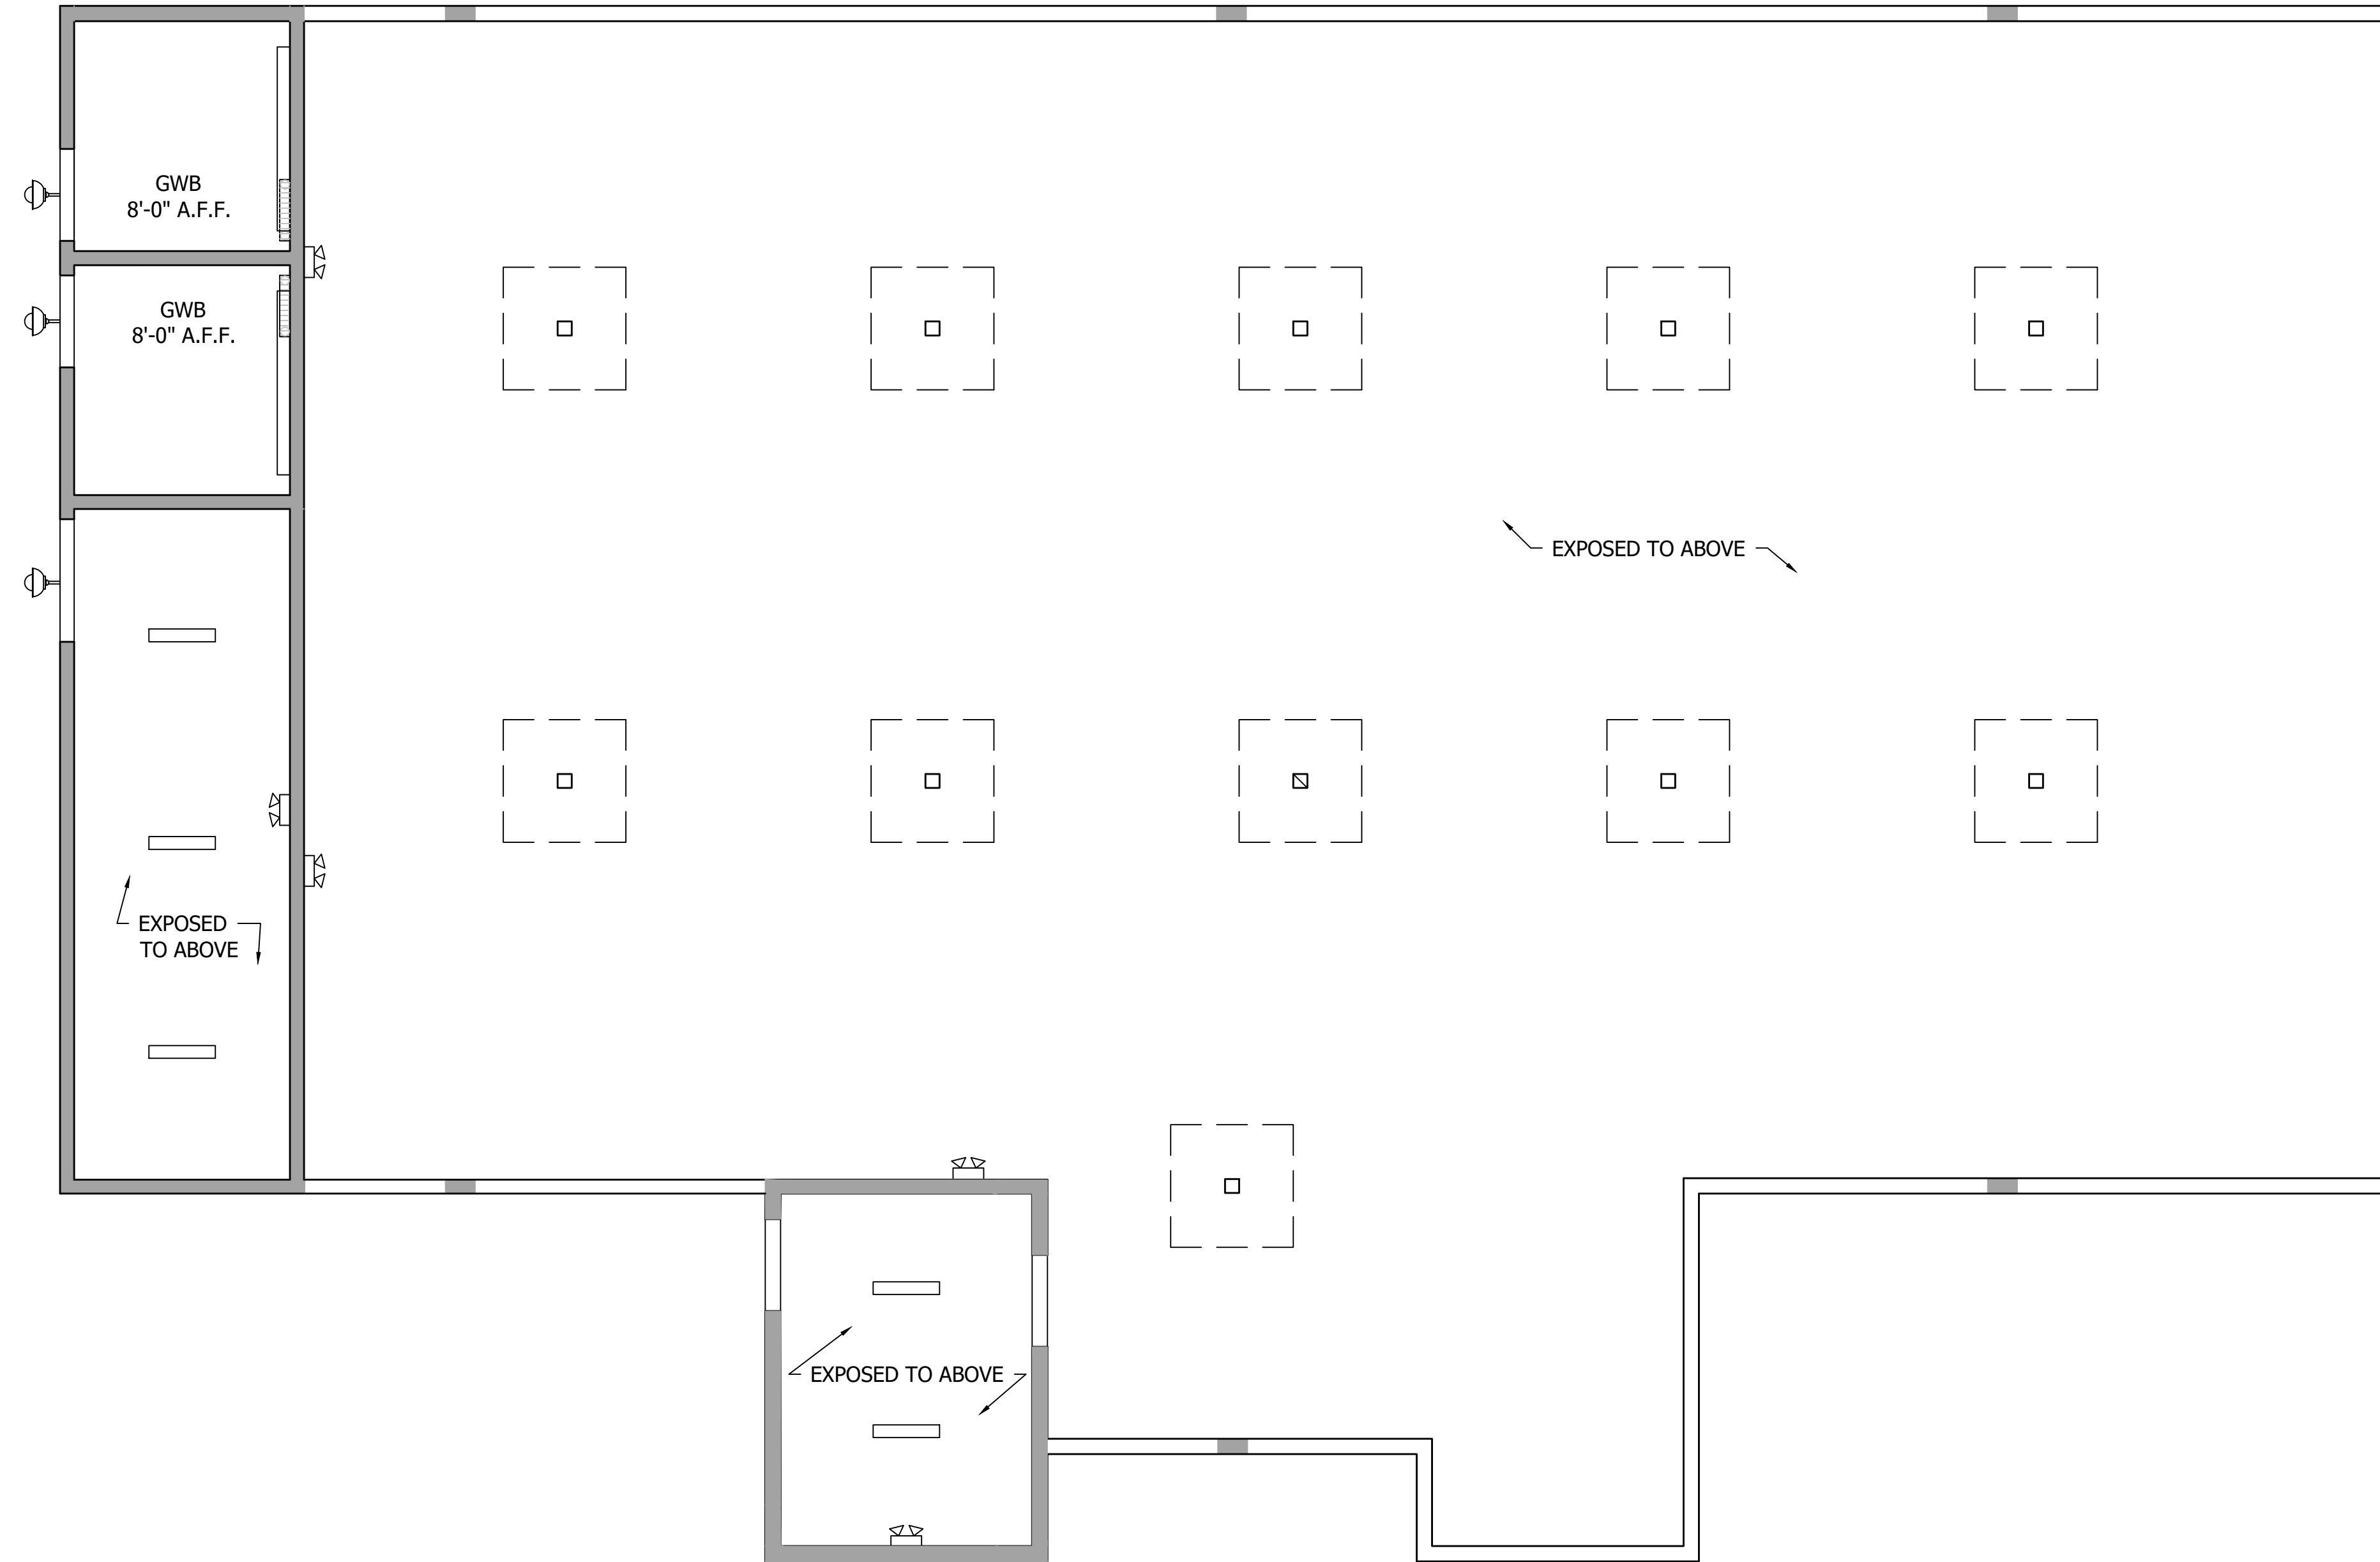 GWB
8'-0" A.F.F.
GWB
8'-0" A.F.F.
EXPOSED TO ABOVE
EXPOSED
TO ABOVE
EXPOSED TO ABOVE